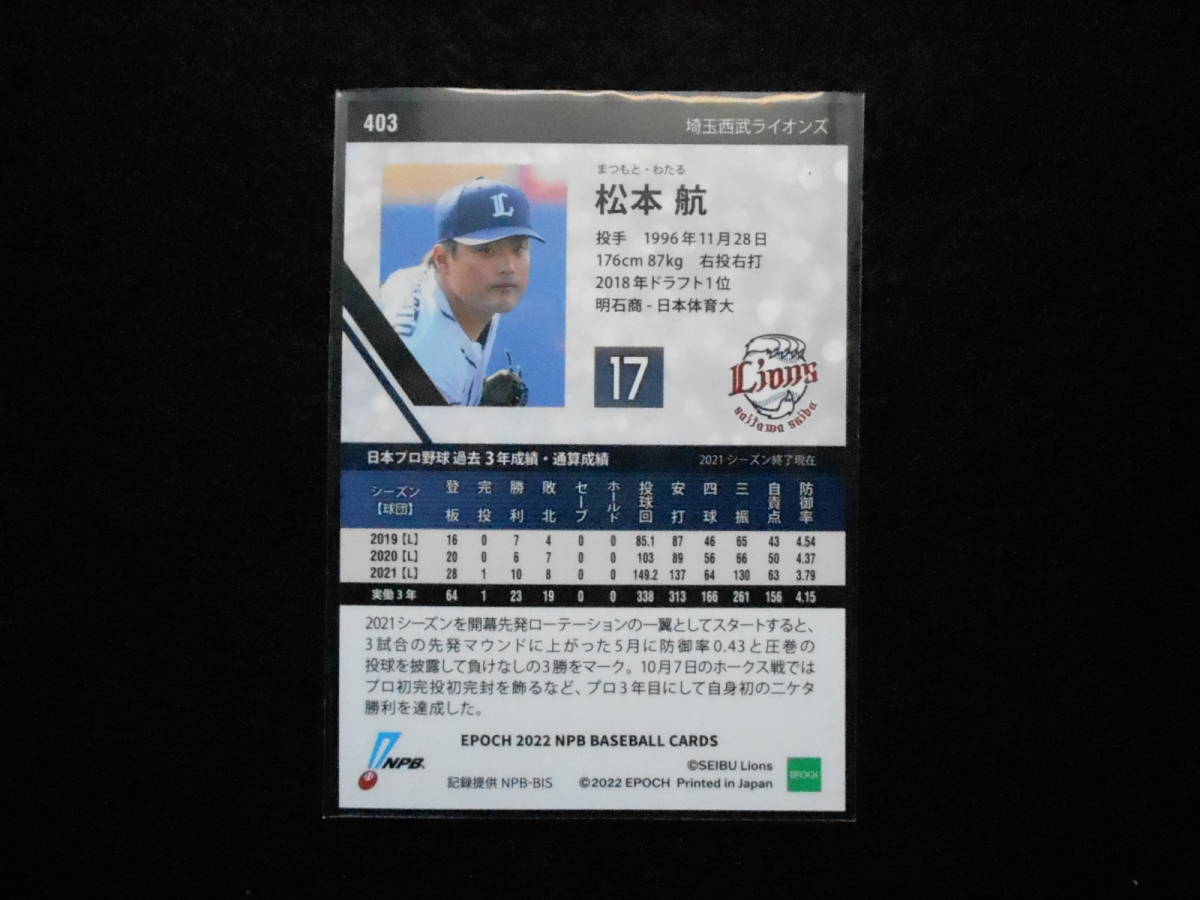 403
埼玉西武ライオンズ
まつもと・わたる
松本 航
投手 1996年11月28日
176cm 87kg 右投右打
2018年ドラフト1位
明石商 - 日本体育大
L
17
Lions
saitama seibu
日本プロ野球 過去3年成績・通算成績 2021シーズン終了現在
シーズン【球団】 登板 完投 勝利 敗北 セーブ ホールド 投球回 安打 四球 三振 自責点 防御率
2019【L】 16 0 7 4 0 0 85.1 87 46 65 43 4.54
2020【L】 20 0 6 7 0 0 103 89 56 66 50 4.37
2021【L】 28 1 10 8 0 0 149.2 137 64 130 63 3.79
実働3年 64 1 23 19 0 0 338 313 166 261 156 4.15
2021シーズンを開幕先発ローテーションの一翼としてスタートすると、
3試合の先発マウンドに上がった5月に防御率0.43と圧巻の
投球を披露して負けなしの3勝をマーク。10月7日のホークス戦では
プロ初完投初完封を飾るなど、プロ3年目にして自身初の二ケタ
勝利を達成した。
EPOCH 2022 NPB BASEBALL CARDS
NPB
©SEIBU Lions
記録提供 NPB-BIS ©2022 EPOCH Printed in Japan
EPOCH